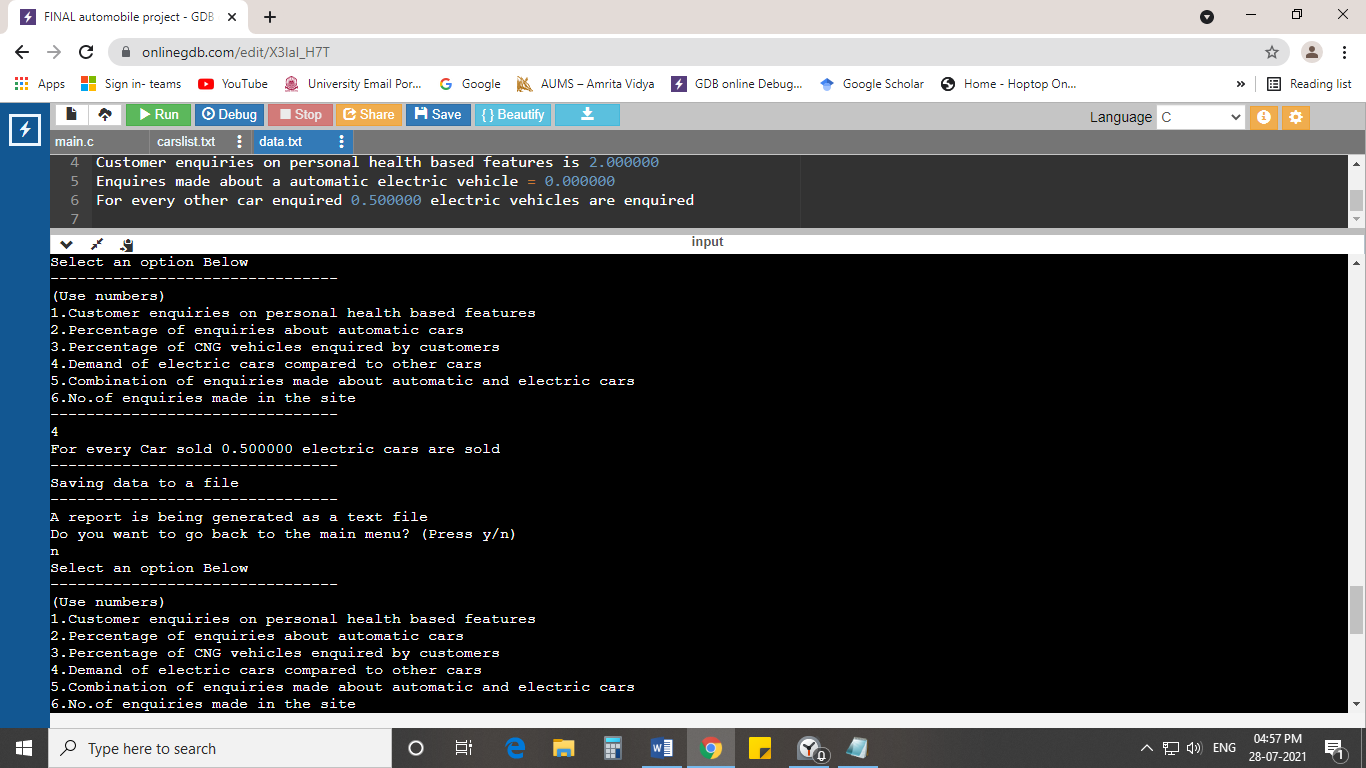 FINAL automobile project - GDB
onlinegdb.com/edit/X3IaI_H7T
Apps
Sign in- teams
YouTube
University Email Por...
Google
AUMS – Amrita Vidya
GDB online Debug...
Google Scholar
Home - Hoptop On...
»
Reading list
Run
Debug
Stop
Share
Save
{ } Beautify
Language C
main.c
carslist.txt
data.txt
4 Customer enquiries on personal health based features is 2.000000
5 Enquires made about a automatic electric vehicle = 0.000000
6 For every other car enquired 0.500000 electric vehicles are enquired
7
input
Select an option Below
--------------------------------
(Use numbers)
1.Customer enquiries on personal health based features
2.Percentage of enquiries about automatic cars
3.Percentage of CNG vehicles enquired by customers
4.Demand of electric cars compared to other cars
5.Combination of enquiries made about automatic and electric cars
6.No.of enquiries made in the site
--------------------------------
4
For every Car sold 0.500000 electric cars are sold
--------------------------------
Saving data to a file
--------------------------------
A report is being generated as a text file
Do you want to go back to the main menu? (Press y/n)
n
Select an option Below
--------------------------------
(Use numbers)
1.Customer enquiries on personal health based features
2.Percentage of enquiries about automatic cars
3.Percentage of CNG vehicles enquired by customers
4.Demand of electric cars compared to other cars
5.Combination of enquiries made about automatic and electric cars
6.No.of enquiries made in the site
Type here to search
ENG
04:57 PM
28-07-2021
1